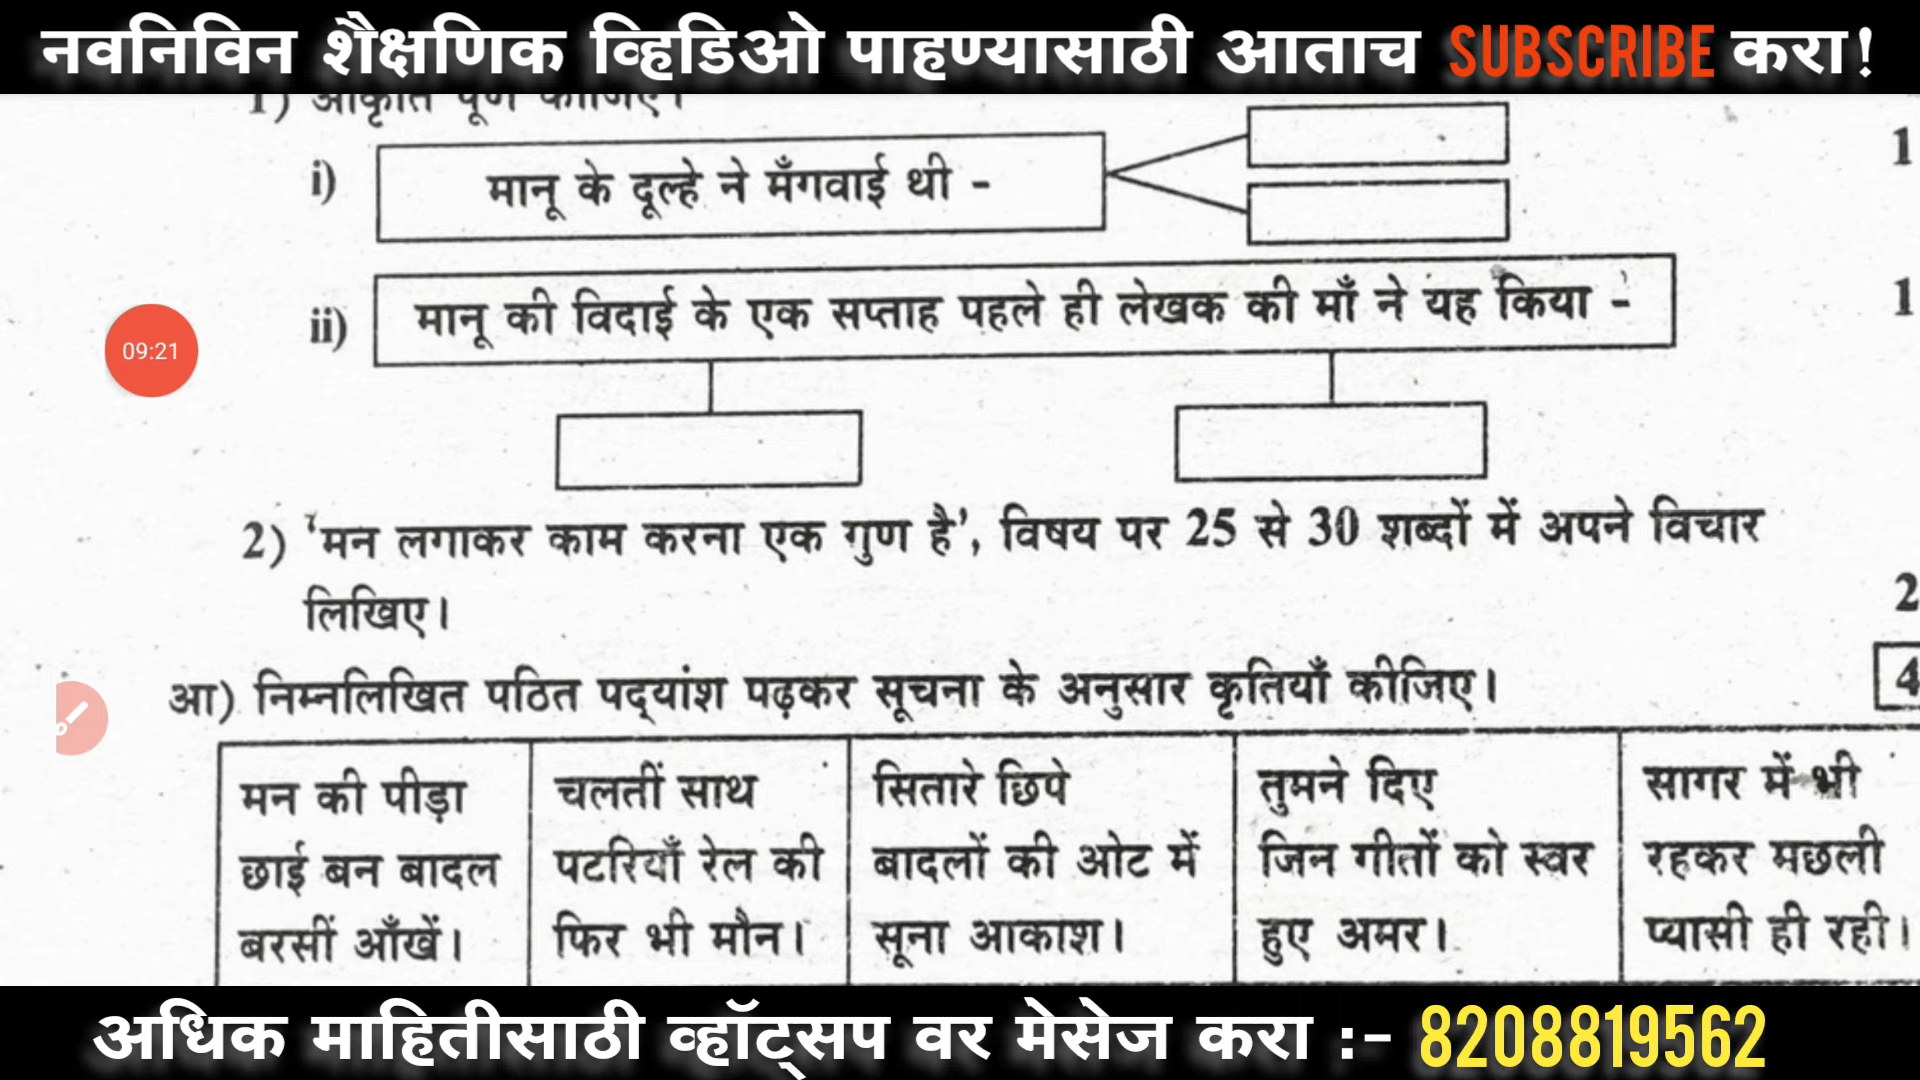 नवनिविन शैक्षणिक व्हिडिओ पाहण्यासाठी आताच SUBSCRIBE करा!
1) आकृति पूर्ण कीजिए।
i) मानू के दूल्हे ने मँगवाई थी - 1
ii) मानू की विदाई के एक सप्ताह पहले ही लेखक की माँ ने यह किया - 1
09:21
2) 'मन लगाकर काम करना एक गुण है', विषय पर 25 से 30 शब्दों में अपने विचार
लिखिए। 2
आ) निम्नलिखित पठित पद्यांश पढ़कर सूचना के अनुसार कृतियाँ कीजिए। 4
मन की पीड़ा
छाई बन बादल
बरसीं आँखें।
चलतीं साथ
पटरियाँ रेल की
फिर भी मौन।
सितारे छिपे
बादलों की ओट में
सूना आकाश।
तुमने दिए
जिन गीतों को स्वर
हुए अमर।
सागर में भी
रहकर मछली
प्यासी ही रही।
अधिक माहितीसाठी व्हॉट्सप वर मेसेज करा :- 8208819562